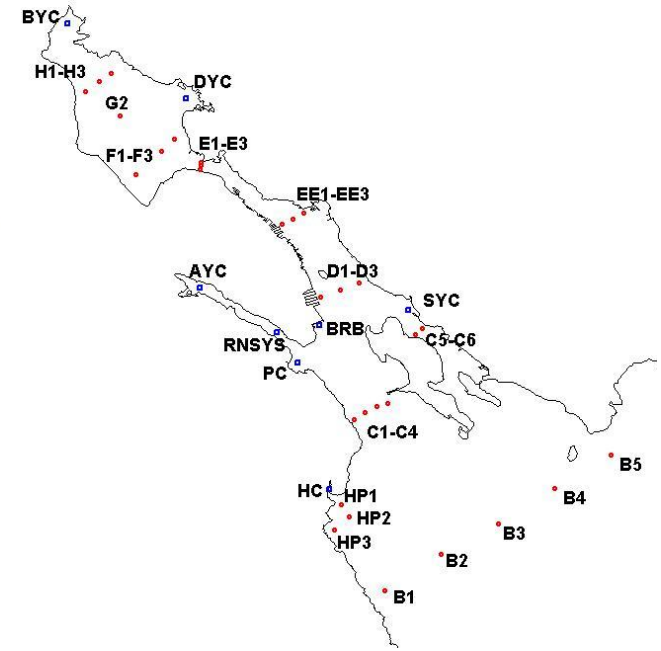 BYC
H1-H3
DYC
G2
E1-E3
F1-F3
EE1-EE3
AYC
D1-D3
SYC
BRB
RNSYS
C5-C6
PC
C1-C4
B5
HC
HP1
B4
HP2
B3
HP3
B2
B1